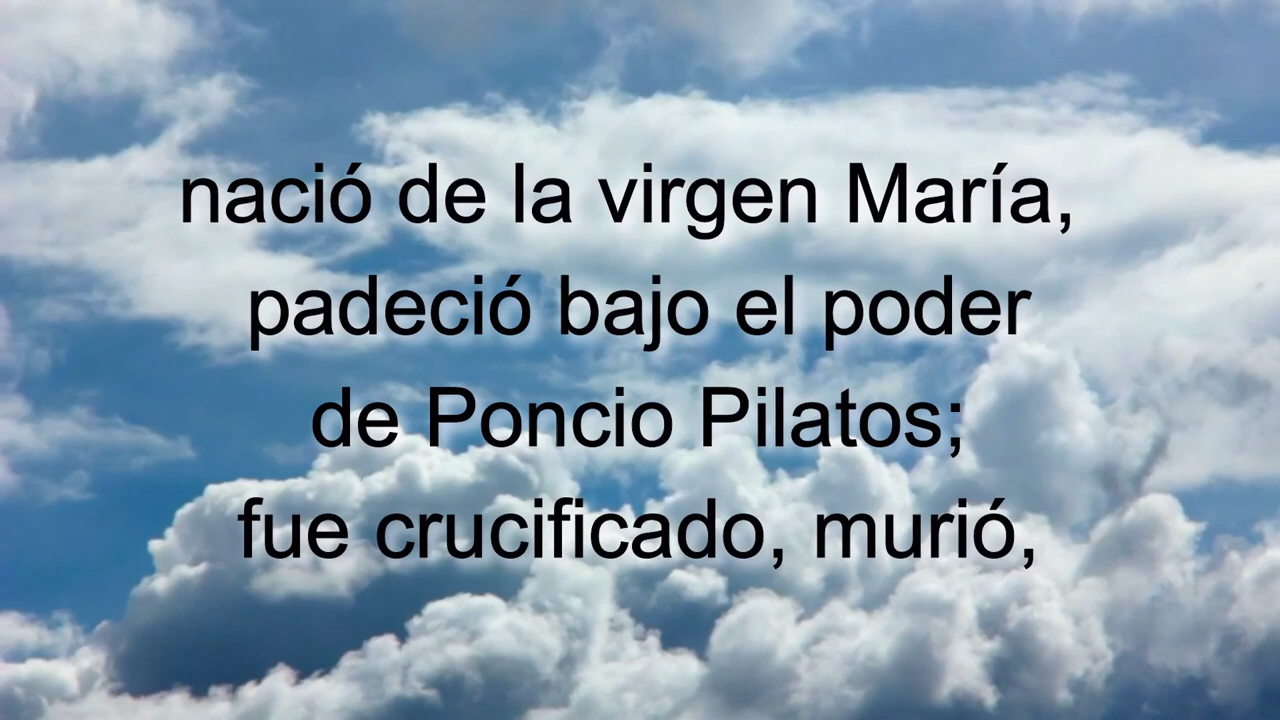 nació de la virgen María,
padeció bajo el poder
de Poncio Pilatos;
fue crucificado, murió,